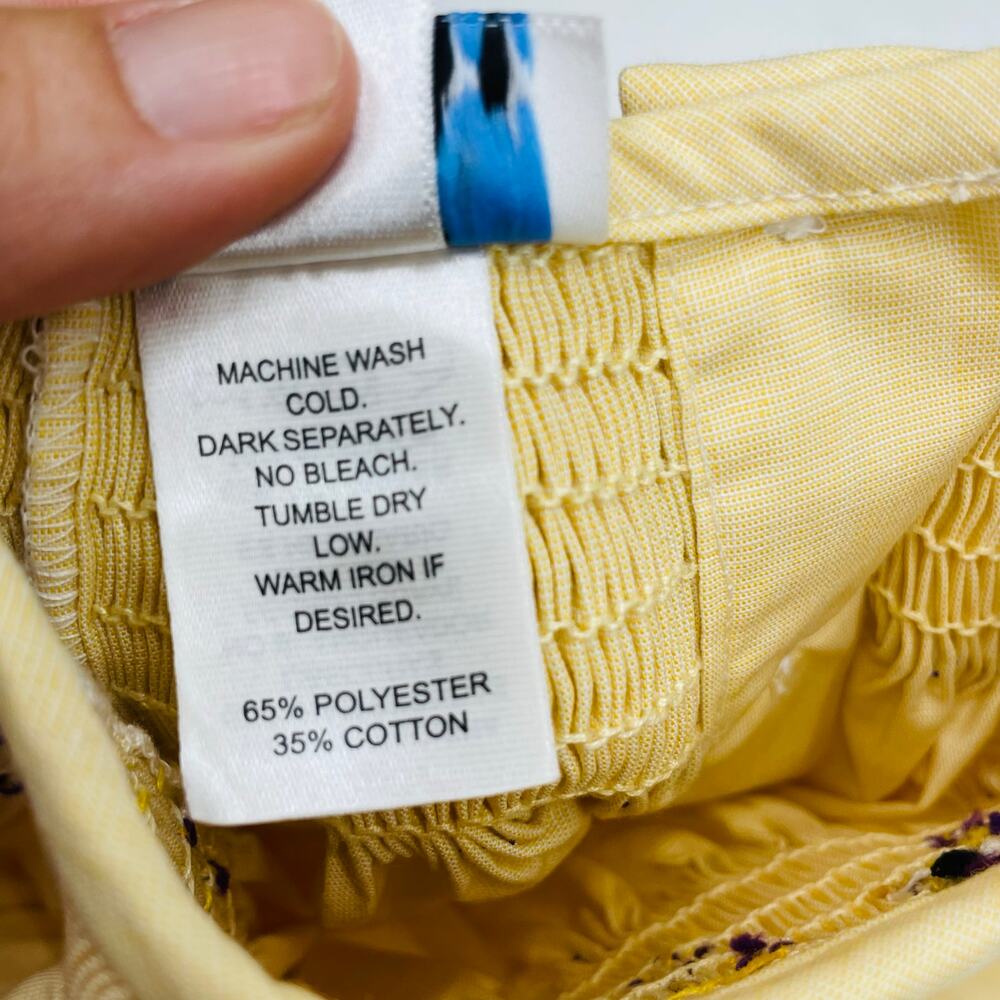 MACHINE WASH
COLD.
DARK SEPARATELY.
NO BLEACH.
TUMBLE DRY
LOW.
WARM IRON IF
DESIRED.
65% POLYESTER
35% COTTON